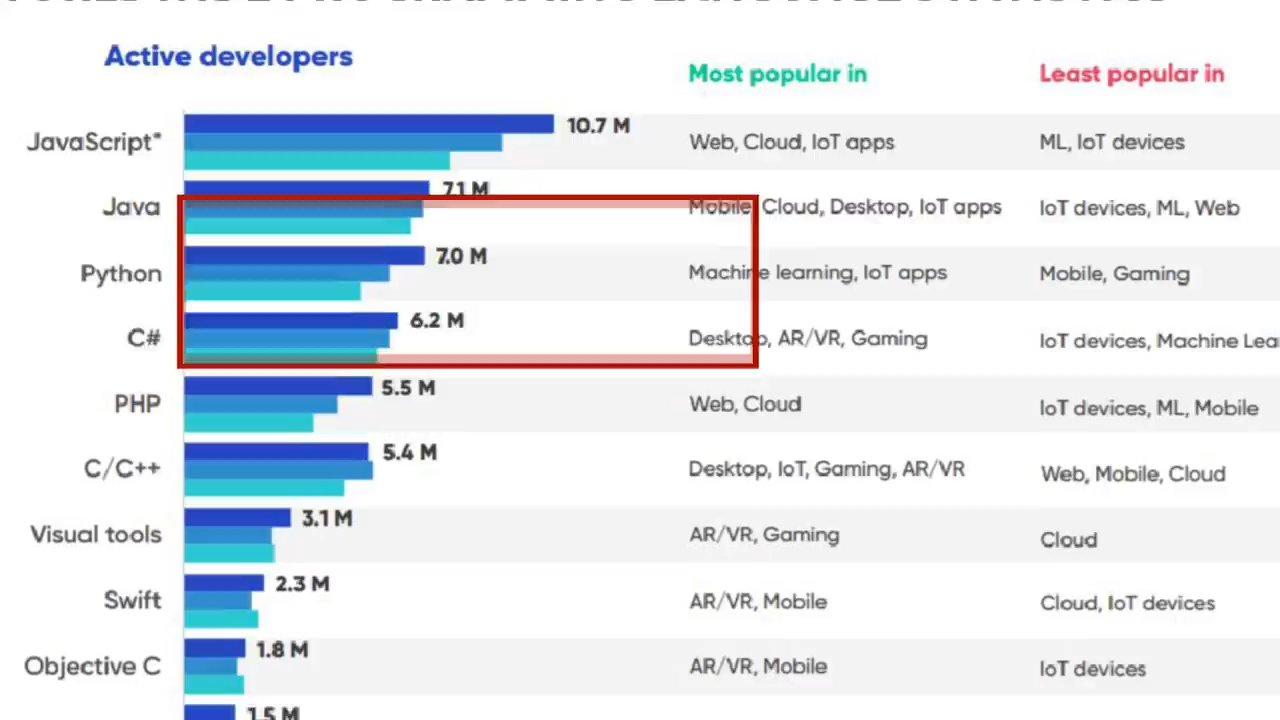 Active developers
Most popular in
Least popular in
JavaScript*
10.7 M
Web, Cloud, IoT apps
ML, IoT devices
Java
7.1 M
Mobile, Cloud, Desktop, IoT apps
IoT devices, ML, Web
Python
7.0 M
Machine learning, IoT apps
Mobile, Gaming
C#
6.2 M
Desktop, AR/VR, Gaming
IoT devices, Machine Lea
PHP
5.5 M
Web, Cloud
IoT devices, ML, Mobile
C/C++
5.4 M
Desktop, IoT, Gaming, AR/VR
Web, Mobile, Cloud
Visual tools
3.1 M
AR/VR, Gaming
Cloud
Swift
2.3 M
AR/VR, Mobile
Cloud, IoT devices
Objective C
1.8 M
AR/VR, Mobile
IoT devices
1.5 M